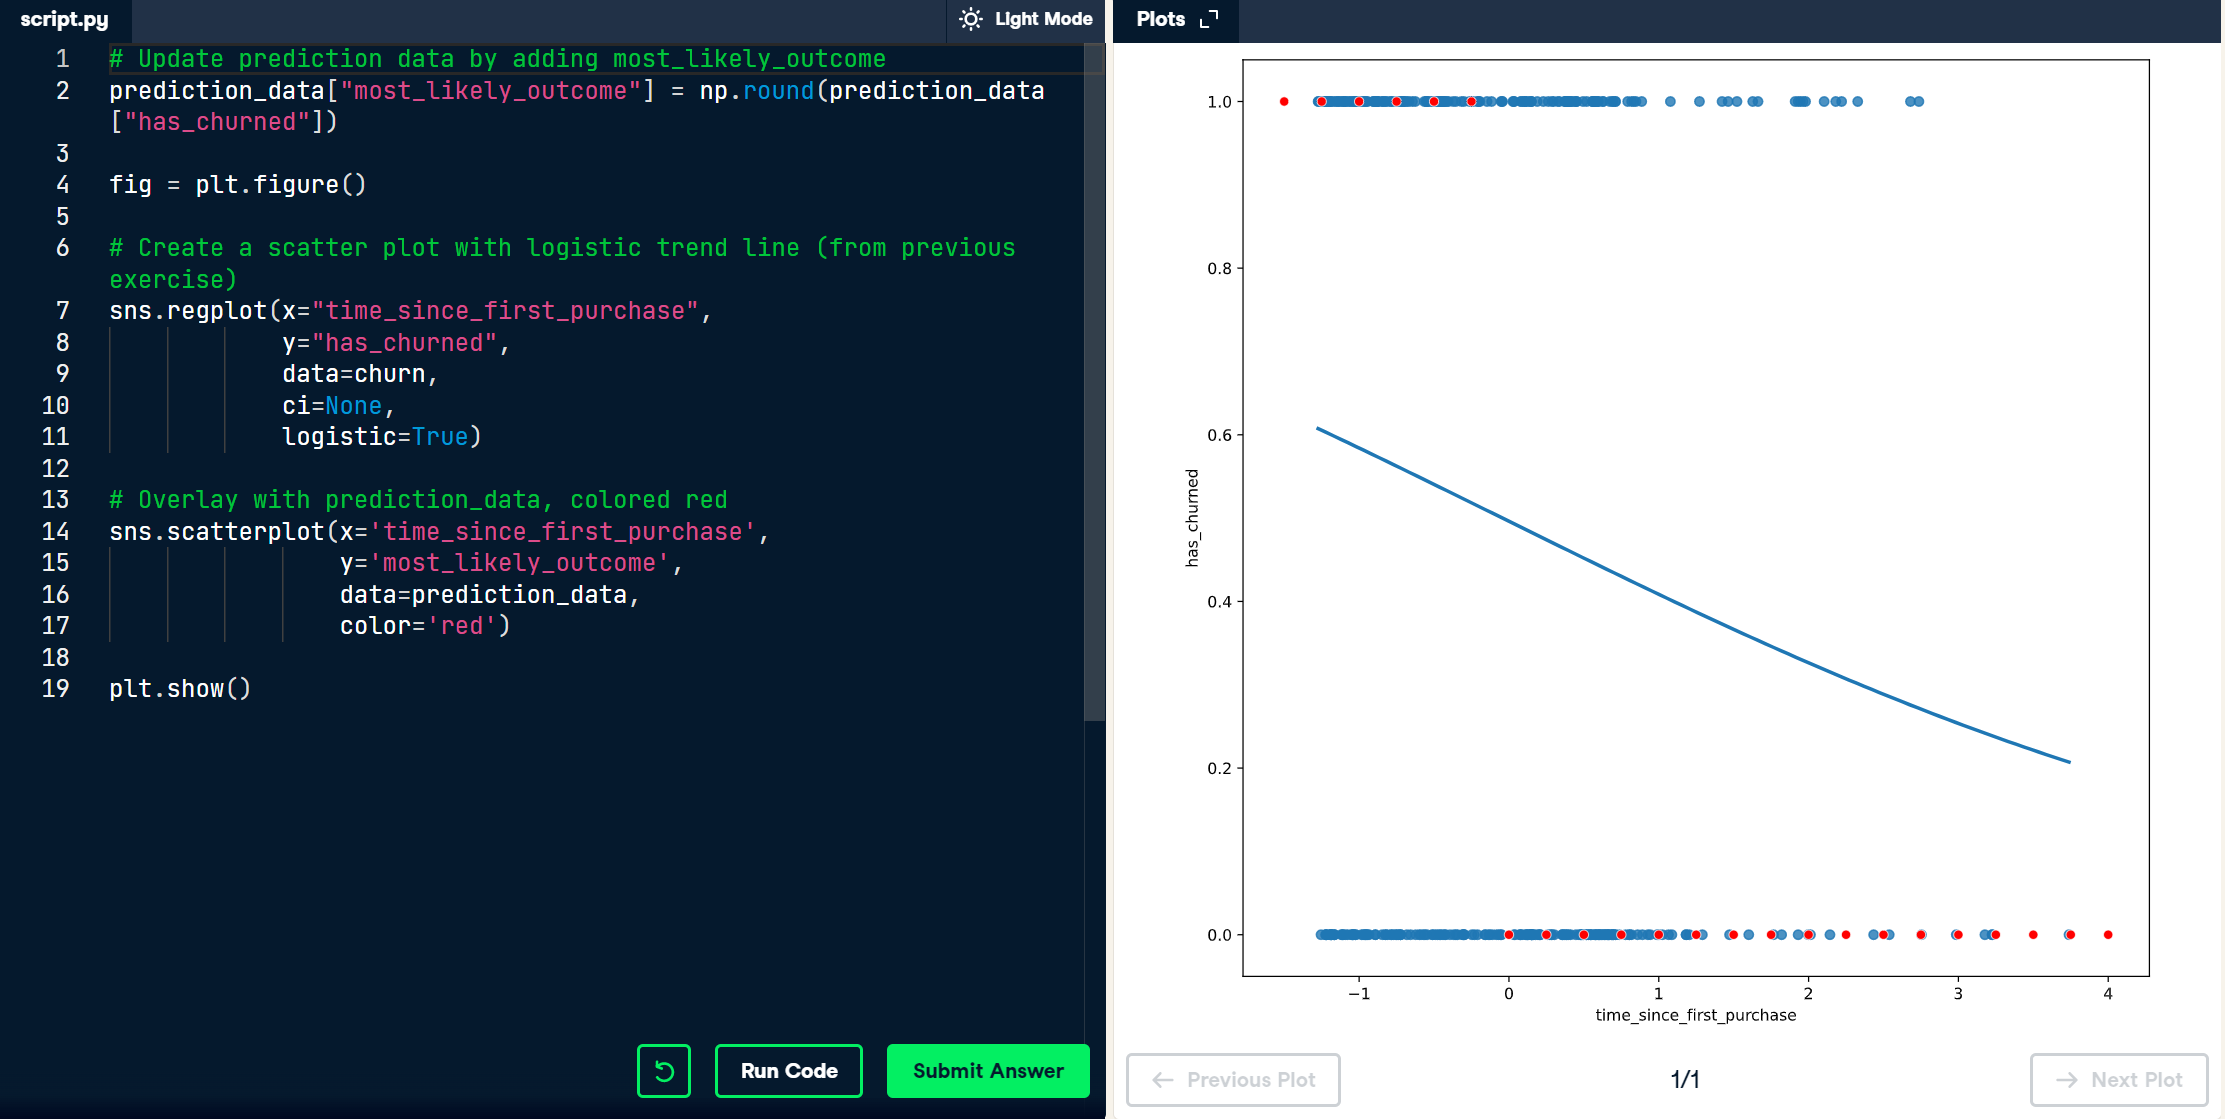 script.py
Light Mode
1 # Update prediction data by adding most_likely_outcome
2 prediction_data["most_likely_outcome"] = np.round(prediction_data
["has_churned"])
3
4 fig = plt.figure()
5
6 # Create a scatter plot with logistic trend line (from previous
exercise)
7 sns.regplot(x="time_since_first_purchase",
8             y="has_churned",
9             data=churn,
10             ci=None,
11             logistic=True)
12
13 # Overlay with prediction_data, colored red
14 sns.scatterplot(x='time_since_first_purchase',
15                 y='most_likely_outcome',
16                 data=prediction_data,
17                 color='red')
18
19 plt.show()
Run Code
Submit Answer
Plots
1.0
0.8
0.6
0.4
0.2
0.0
has_churned
−1 0 1 2 3 4
time_since_first_purchase
Previous Plot
1/1
Next Plot